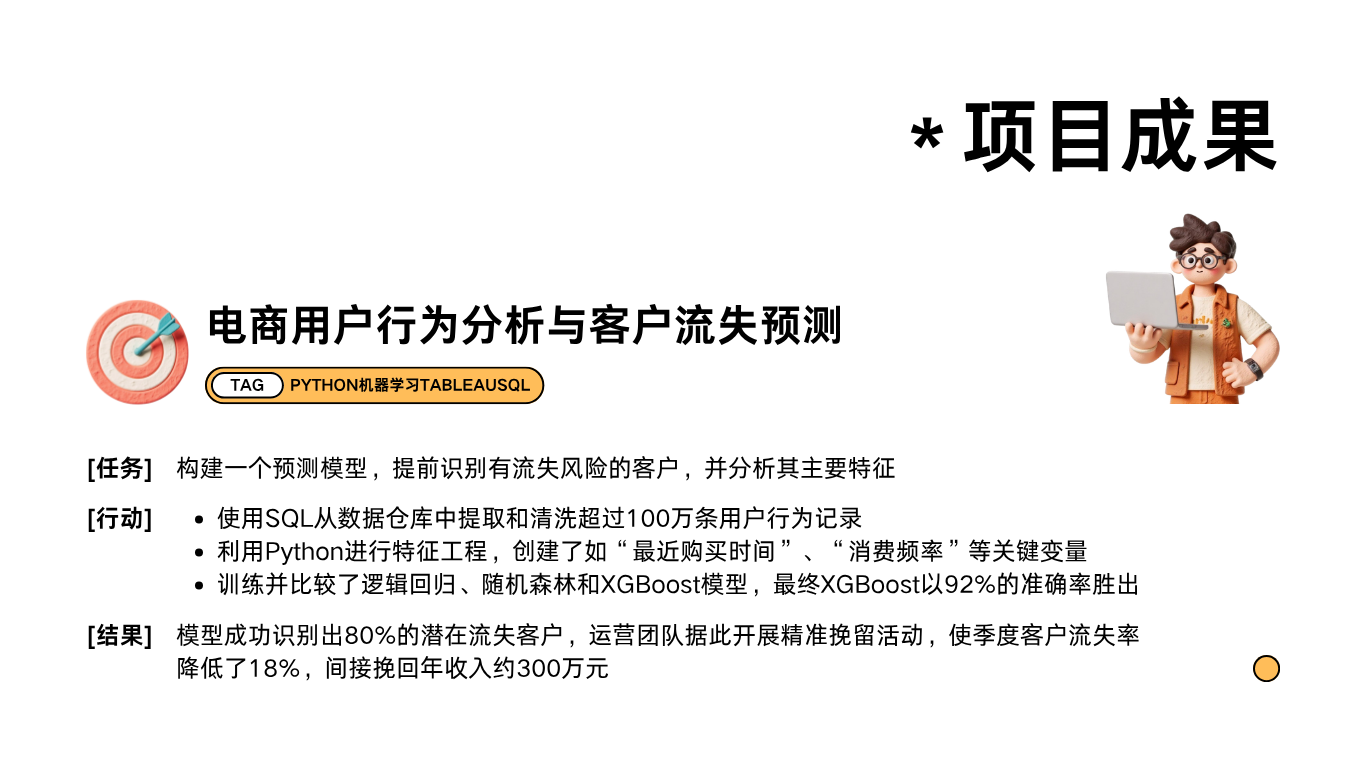 * 项目成果
电商用户行为分析与客户流失预测
TAG PYTHON机器学习TABLEAUSQL
[任务] 构建一个预测模型，提前识别有流失风险的客户，并分析其主要特征
[行动] • 使用SQL从数据仓库中提取和清洗超过100万条用户行为记录
• 利用Python进行特征工程，创建了如“最近购买时间”、“消费频率”等关键变量
• 训练并比较了逻辑回归、随机森林和XGBoost模型，最终XGBoost以92%的准确率胜出
[结果] 模型成功识别出80%的潜在流失客户，运营团队据此开展精准挽留活动，使季度客户流失率
降低了18%，间接挽回年收入约300万元